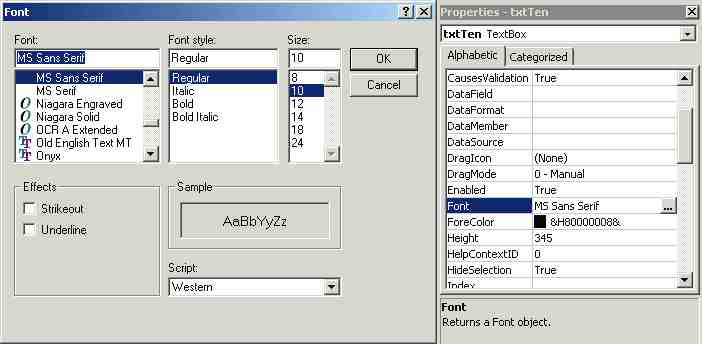 Font
Font:
MS Sans Serif
MS Sans Serif
MS Serif
Niagara Engraved
Niagara Solid
OCR A Extended
Old English Text MT
Onyx
Font style:
Regular
Regular
Italic
Bold
Bold Italic
Size:
10
8
10
12
14
18
24
OK
Cancel
Effects
Strikeout
Underline
Sample
AaBbYyZz
Script:
Western
Properties - txtTen
txtTen TextBox
Alphabetic Categorized
CausesValidation True
DataField
DataFormat
DataMember
DataSource
DragIcon (None)
DragMode 0 - Manual
Enabled True
Font MS Sans Serif ...
ForeColor &H80000008&
Height 345
HelpContextID 0
HideSelection True
Index
Font
Returns a Font object.